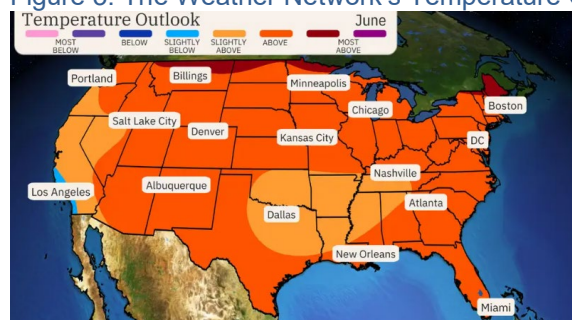 Figure 6. The Weather Network's Temperature
Temperature Outlook
June
MOST BELOW
BELOW
SLIGHTLY BELOW
SLIGHTLY ABOVE
ABOVE
MOST ABOVE
Portland
Billings
Minneapolis
Boston
Chicago
Salt Lake City
Denver
Kansas City
DC
Nashville
Los Angeles
Albuquerque
Atlanta
Dallas
New Orleans
Miami